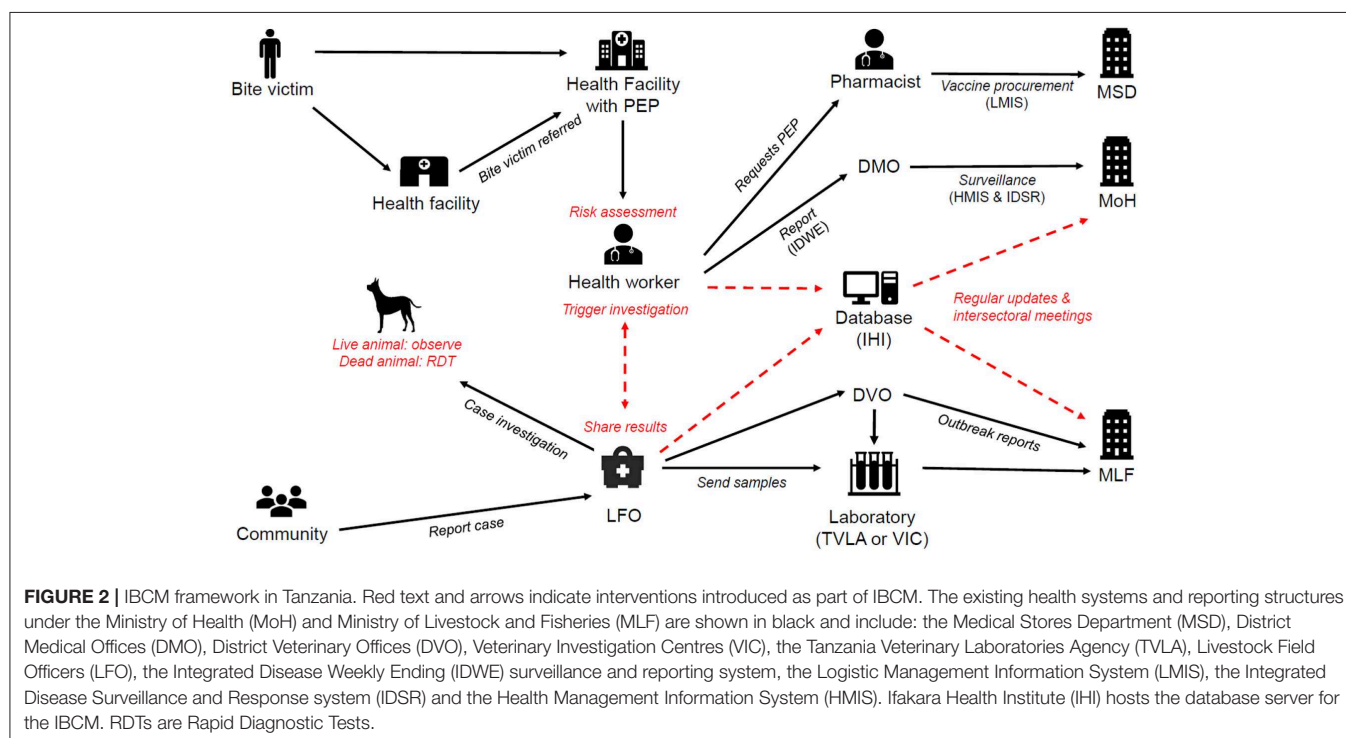 Bite victim
Health Facility
with PEP
Bite victim referred
Health facility
Risk assessment
Health worker
Trigger investigation
Requests PEP
Report
(IDWE)
Pharmacist
Vaccine procurement
(LMIS)
MSD
DMO
Surveillance
(HMIS & IDSR)
MoH
Database
(IHI)
Regular updates &
intersectoral meetings
Live animal: observe
Dead animal: RDT
Case investigation
Share results
LFO
Community
Report case
Send samples
DVO
Outbreak reports
Laboratory
(TVLA or VIC)
MLF
FIGURE 2 | IBCM framework in Tanzania. Red text and arrows indicate interventions introduced as part of IBCM. The existing health systems and reporting structures
under the Ministry of Health (MoH) and Ministry of Livestock and Fisheries (MLF) are shown in black and include: the Medical Stores Department (MSD), District
Medical Offices (DMO), District Veterinary Offices (DVO), Veterinary Investigation Centres (VIC), the Tanzania Veterinary Laboratories Agency (TVLA), Livestock Field
Officers (LFO), the Integrated Disease Weekly Ending (IDWE) surveillance and reporting system, the Logistic Management Information System (LMIS), the Integrated
Disease Surveillance and Response system (IDSR) and the Health Management Information System (HMIS). Ifakara Health Institute (IHI) hosts the database server for
the IBCM. RDTs are Rapid Diagnostic Tests.